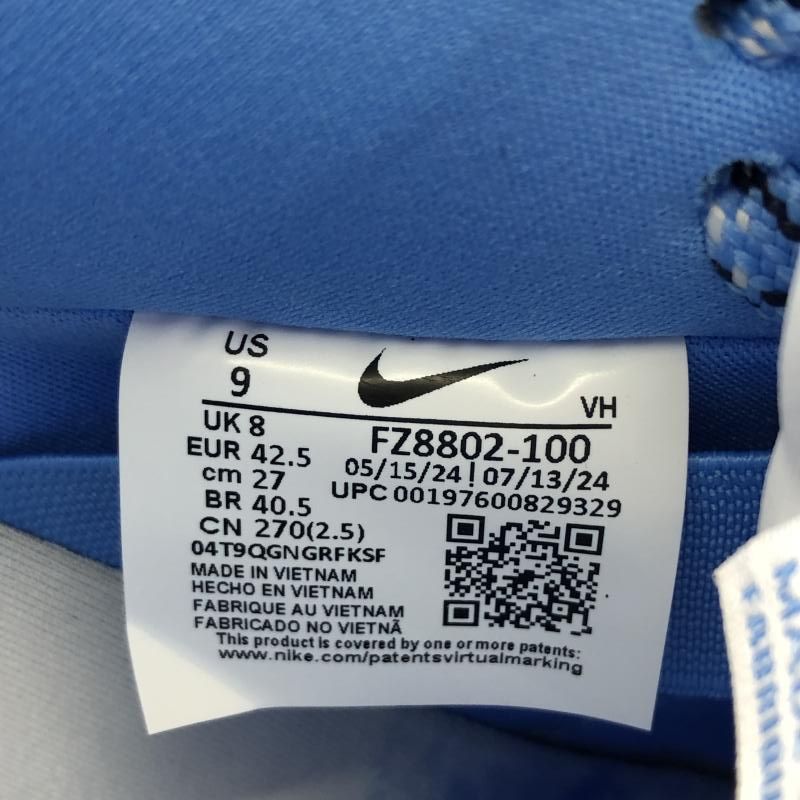 US
9
VH
UK 8
EUR 42.5
cm 27
BR 40.5
CN 270(2.5)
FZ8802-100
05/15/24 | 07/13/24
UPC 00197600829329
04T9QGNGRFKSF
MADE IN VIETNAM
HECHO EN VIETNAM
FABRIQUE AU VIETNAM
FABRICADO NO VIETNÃ
This product is covered by one or more patents:
www.nike.com/patentsvirtualmarking